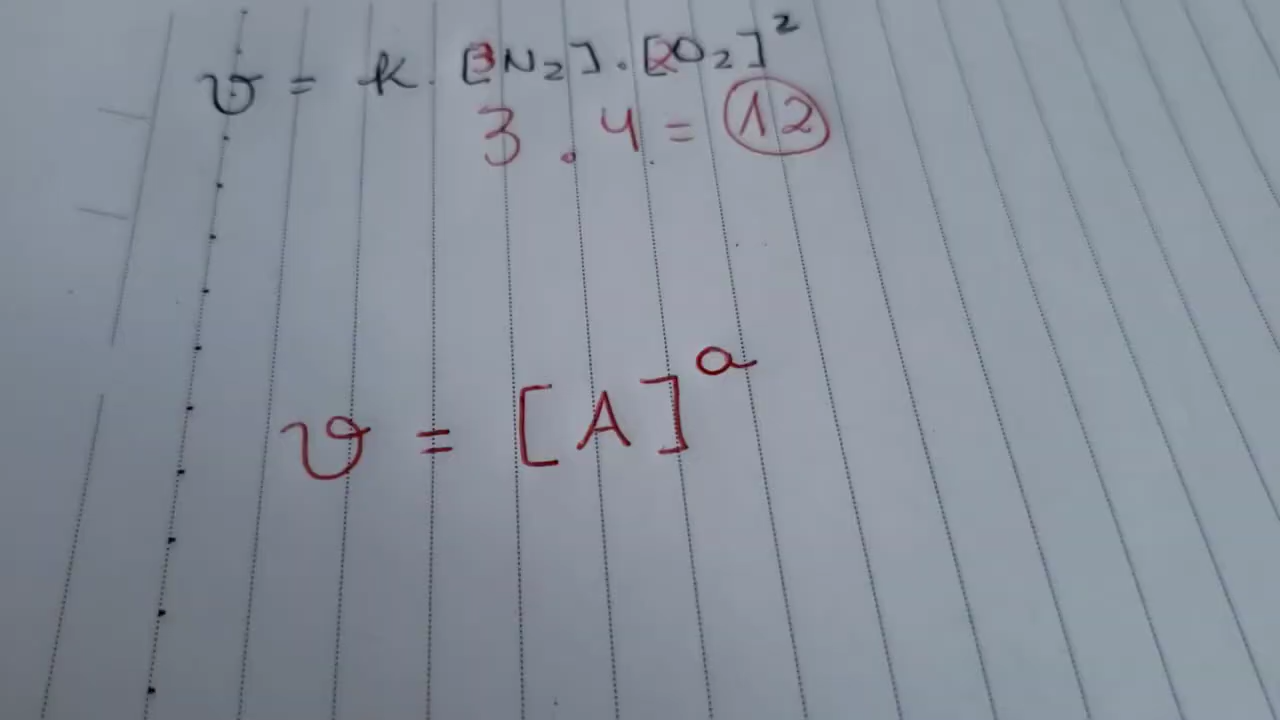 v = k. [3N₂].[2O₂]²
3 . 4 = 12
v = [A]ᵃ